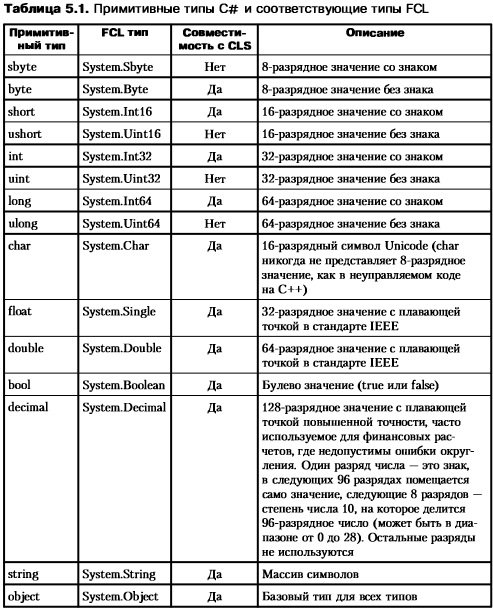 Таблица 5.1. Примитивные типы C# и соответствующие типы FCL
Примитив-
ный тип
FCL тип
Совмести-
мость с CLS
Описание
sbyte System.Sbyte Нет 8-разрядное значение со знаком
byte System.Byte Да 8-разрядное значение без знака
short System.Int16 Да 16-разрядное значение со знаком
ushort System.Uint16 Нет 16-разрядное значение без знака
int System.Int32 Да 32-разрядное значение со знаком
uint System.Uint32 Нет 32-разрядное значение без знака
long System.Int64 Да 64-разрядное значение со знаком
ulong System.Uint64 Нет 64-разрядное значение без знака
char System.Char Да 16-разрядный символ Unicode (char
никогда не представляет 8-разрядное
значение, как в неуправляемом коде
на C++)
float System.Single Да 32-разрядное значение с плавающей
точкой в стандарте IEEE
double System.Double Да 64-разрядное значение с плавающей
точкой в стандарте IEEE
bool System.Boolean Да Булево значение (true или false)
decimal System.Decimal Да 128-разрядное значение с плавающей
точкой повышенной точности, часто
используемое для финансовых рас-
четов, где недопустимы ошибки округ-
ления. Один разряд числа — это знак,
в следующих 96 разрядах помещается
само значение, следующие 8 разрядов —
степень числа 10, на которое делится
96-разрядное число (может быть в диа-
пазоне от 0 до 28). Остальные разряды
не используются
string System.String Да Массив символов
object System.Object Да Базовый тип для всех типов